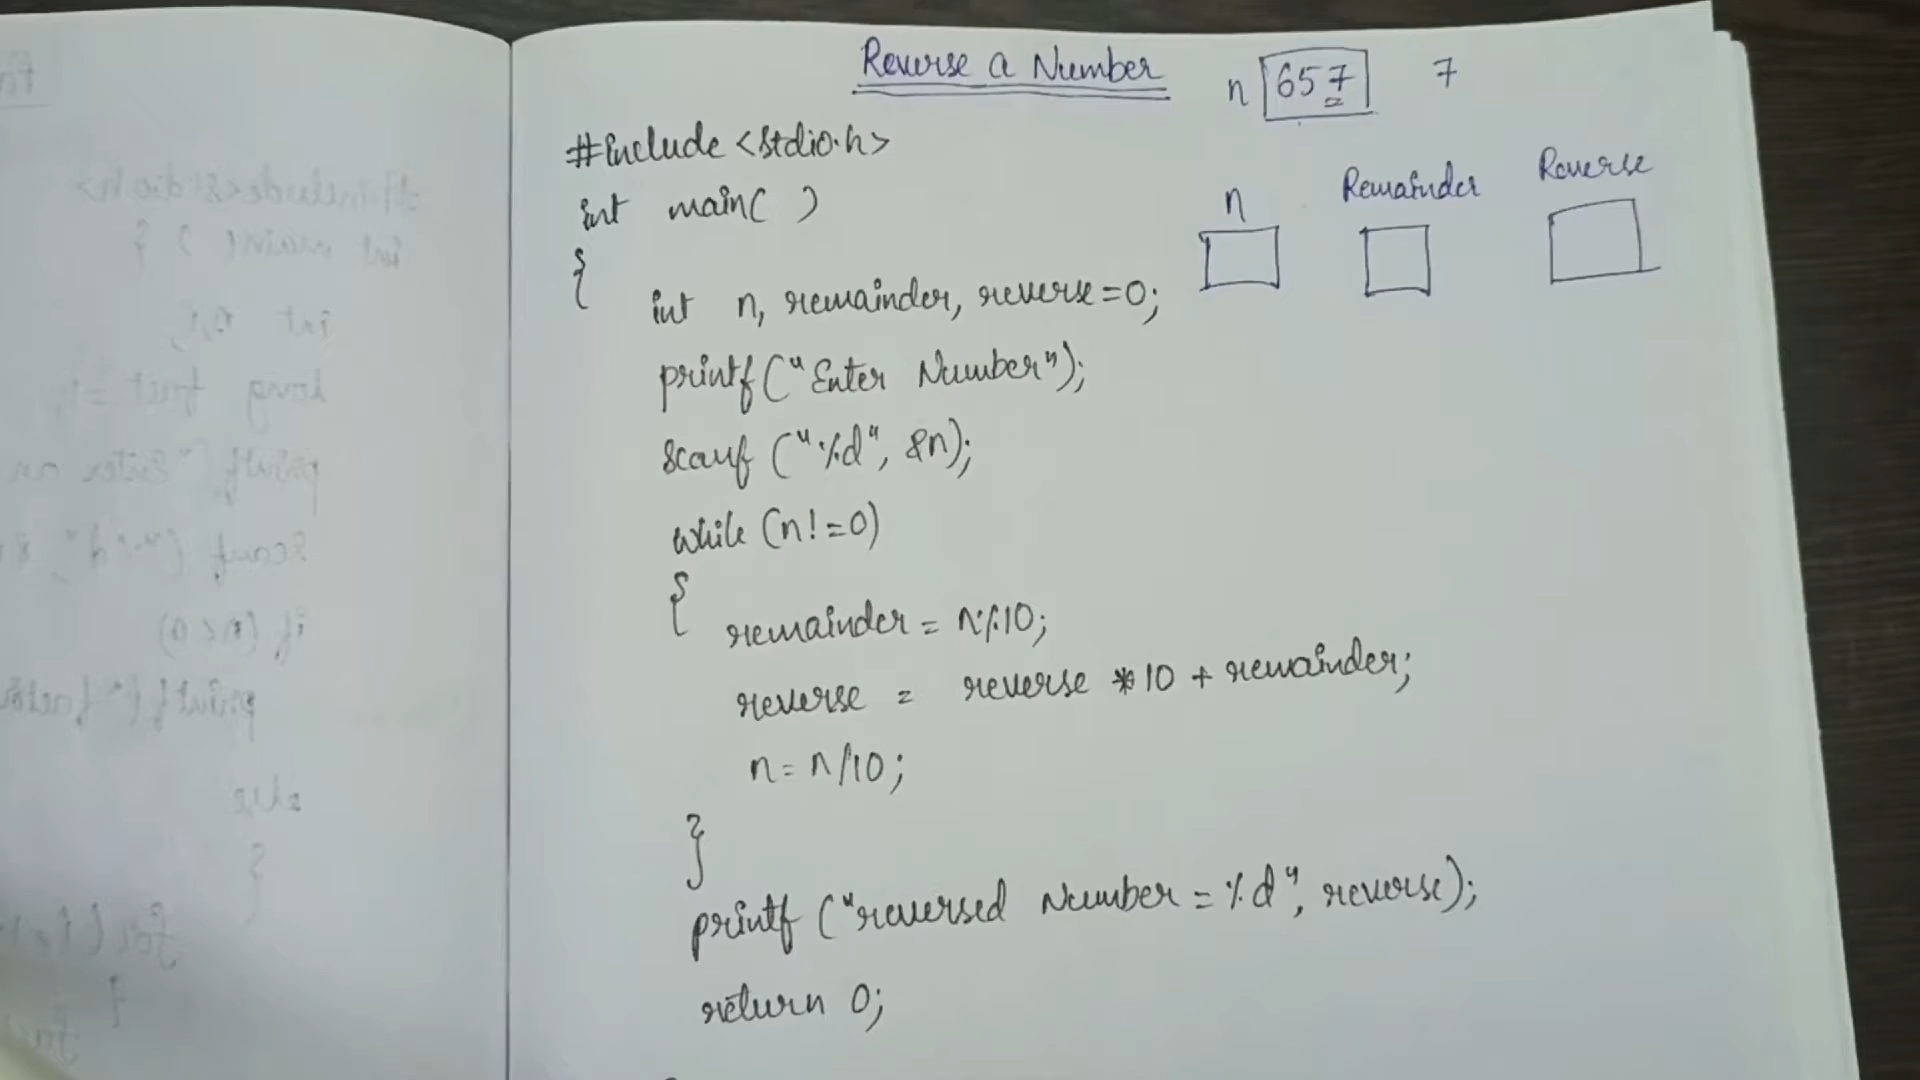 Reverse a Number
n 657 7
#include <stdio.h>
int main( )
{
int n, remainder, reverse=0;
n Remainder Reverse
printf("Enter Number");
scanf ("%d", &n);
while (n!=0)
{
remainder = n%10;
reverse = reverse *10 + remainder;
n= n/10;
}
printf ("reversed Number = %d", reverse);
return 0;